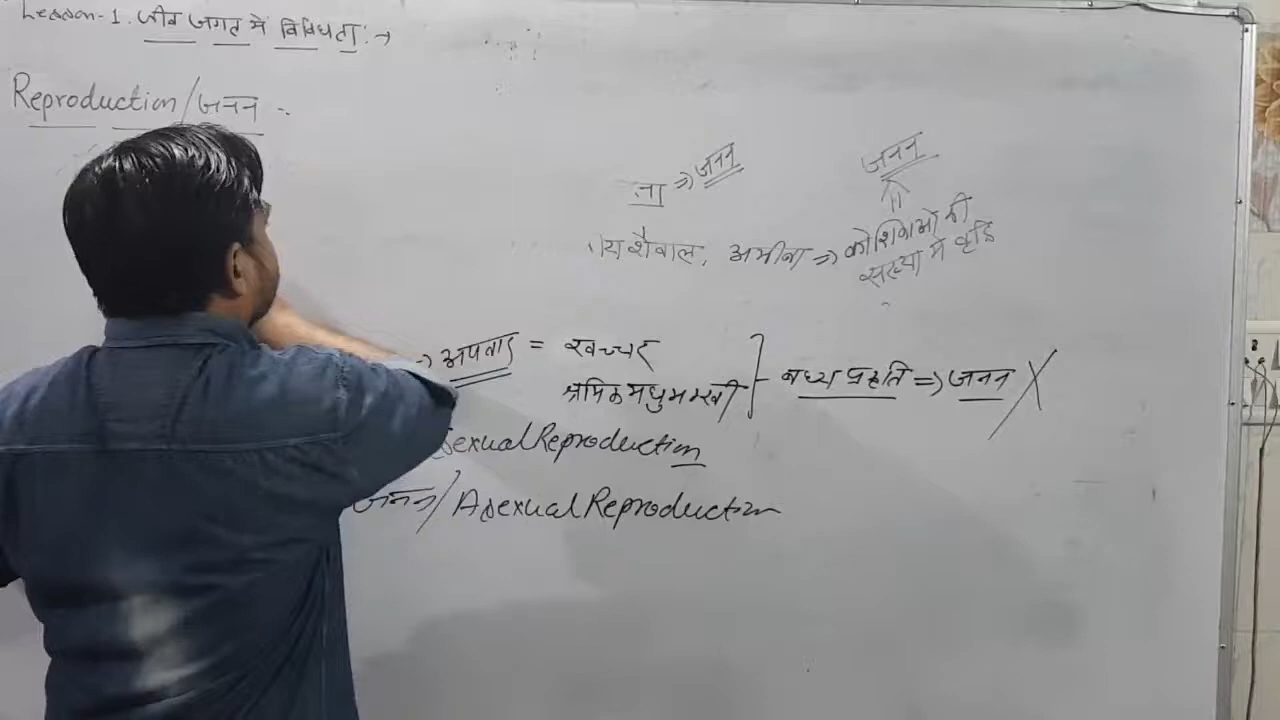 Lesson-1. जीव जगत में विविधता :→
Reproduction/जनन :-
ता ⇒ जनन
जनन
य शैवाल, अमीबा ⇒ कोशिकाओं की
संख्या में वृद्धि
→ अपवाद = खच्चर
श्रमिक मधुमक्खी
बध्य प्रकृति ⇒ जनन X
Sexual Reproduction
जनन/Asexual Reproduction